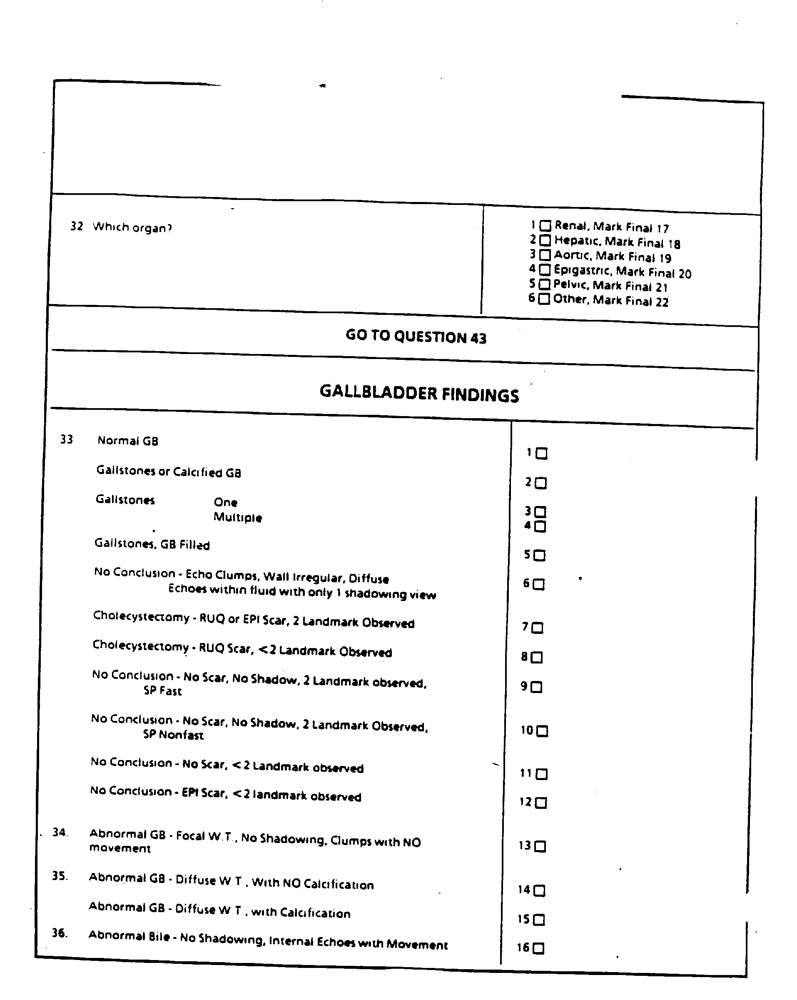 32 Which organ?
1 □ Renal, Mark Final 17
2 □ Hepatic, Mark Final 18
3 □ Aortic, Mark Final 19
4 □ Epigastric, Mark Final 20
5 □ Pelvic, Mark Final 21
6 □ Other, Mark Final 22
GO TO QUESTION 43
GALLBLADDER FINDINGS
33 Normal GB 1 □
Gallstones or Calcified GB 2 □
Gallstones One 3 □
Multiple 4 □
Gallstones, GB Filled 5 □
No Conclusion - Echo Clumps, Wall Irregular, Diffuse 6 □
Echoes within fluid with only 1 shadowing view
Cholecystectomy - RUQ or EPI Scar, 2 Landmark Observed 7 □
Cholecystectomy - RUQ Scar, <2 Landmark Observed 8 □
No Conclusion - No Scar, No Shadow, 2 Landmark observed, 9 □
SP Fast
No Conclusion - No Scar, No Shadow, 2 Landmark Observed, 10 □
SP Nonfast
No Conclusion - No Scar, <2 Landmark observed 11 □
No Conclusion - EPI Scar, <2 landmark observed 12 □
34. Abnormal GB - Focal W.T., No Shadowing, Clumps with NO 13 □
movement
35. Abnormal GB - Diffuse W.T., With NO Calcification 14 □
Abnormal GB - Diffuse W.T., with Calcification 15 □
36. Abnormal Bile - No Shadowing, Internal Echoes with Movement 16 □